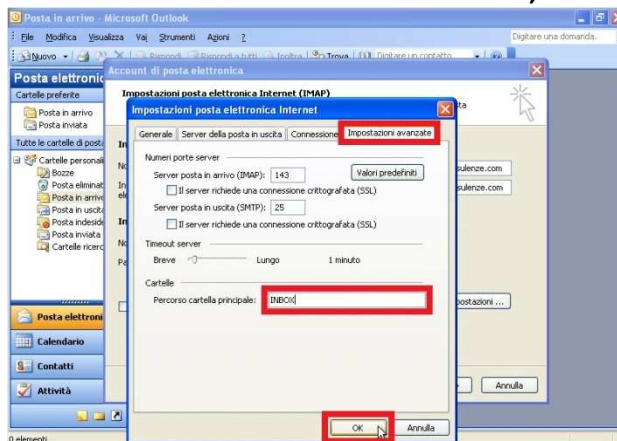 Posta in arrivo - Microsoft Outlook
File Modifica Visualizza Vai Strumenti Azioni ?
Digitare una domanda.
Nuovo Rispondi Rispondi a tutti Inoltra Trova Digitare un contatto
Posta elettronic
Account di posta elettronica
Cartelle preferite
Impostazioni posta elettronica Internet (IMAP)
Posta in arrivo
Posta inviata
Impostazioni posta elettronica Internet
Generale Server della posta in uscita Connessione Impostazioni avanzate
Tutte le cartelle di posta
Cartelle personali
Bozze
Posta eliminat
Posta in arrivo
Posta in uscita
Posta indeside
Posta inviata
Cartelle ricerc
Numeri porte server
Server posta in arrivo (IMAP): 143 Valori predefiniti
Il server richiede una connessione crittografata (SSL)
Server posta in uscita (SMTP): 25
Il server richiede una connessione crittografata (SSL)
Timeout server
Breve Lungo 1 minuto
Cartelle
Percorso cartella principale: INBOX
sulenze.com
sulenze.com
postazioni ...
Posta elettroni
Calendario
Contatti
Attività
Annulla
OK Annulla
0 elementi